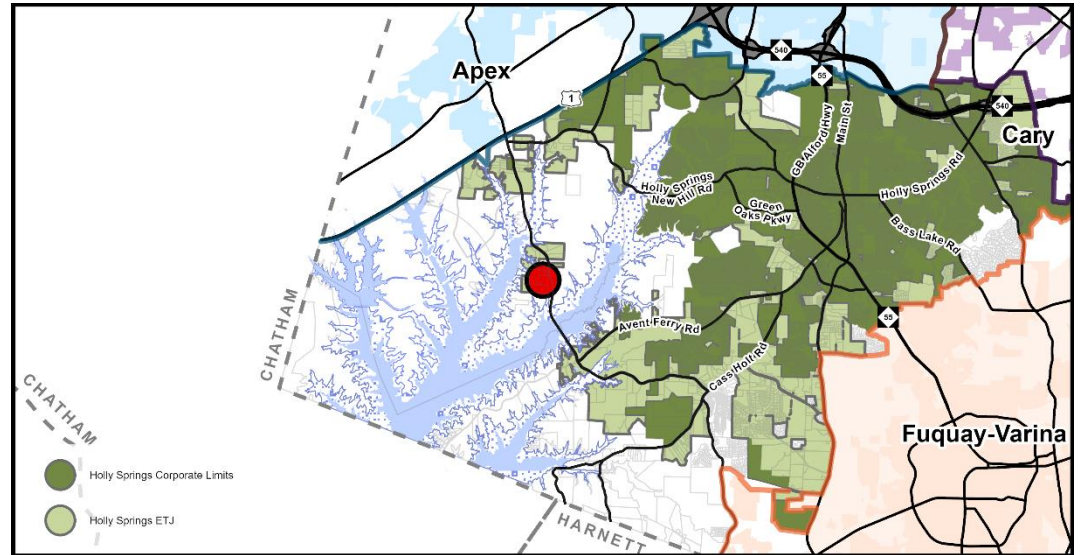 540
55
Apex
1
540
Cary
GB Alford Hwy
Main St
Holly Springs
New Hill Rd
Holly Springs Rd
Green
Oaks Pkwy
Bass Lake Rd
CHATHAM
Avent Ferry Rd
55
Cass Holt Rd
CHATHAM
Fuquay-Varina
Holly Springs Corporate Limits
Holly Springs ETJ
HARNETT